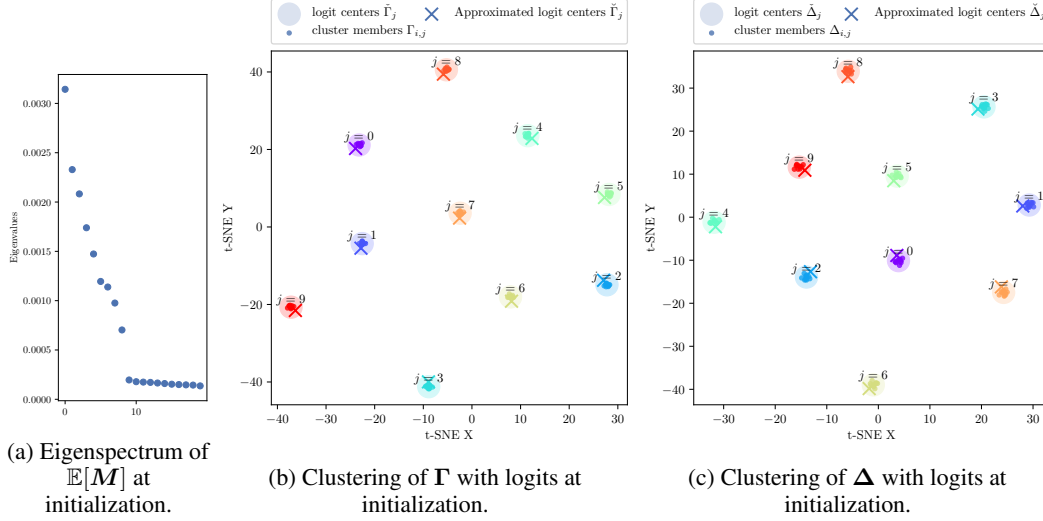 0.0030
0.0025
0.0020
0.0015
0.0010
0.0005
0.0000
Eigenvalues
0
10
(a) Eigenspectrum of
𝔼[M] at
initialization.
logit centers Γ̄_j
cluster members Γ_{i,j}
Approximated logit centers Γ̆_j
40
20
0
−20
−40
t-SNE Y
j = 8
j = 4
j = 0
j = 5
j = 7
j = 1
j = 2
j = 6
j = 9
j = 3
−40 −30 −20 −10 0 10 20 30
t-SNE X
(b) Clustering of Γ with logits at
initialization.
logit centers Δ̄_j
cluster members Δ_{i,j}
Approximated logit centers Δ̆_j
30
20
10
0
−10
−20
−30
−40
t-SNE Y
j = 8
j = 3
j = 9
j = 5
j = 1
j = 4
j = 0
j = 2
j = 7
j = 6
−30 −20 −10 0 10 20 30
t-SNE X
(c) Clustering of Δ with logits at
initialization.